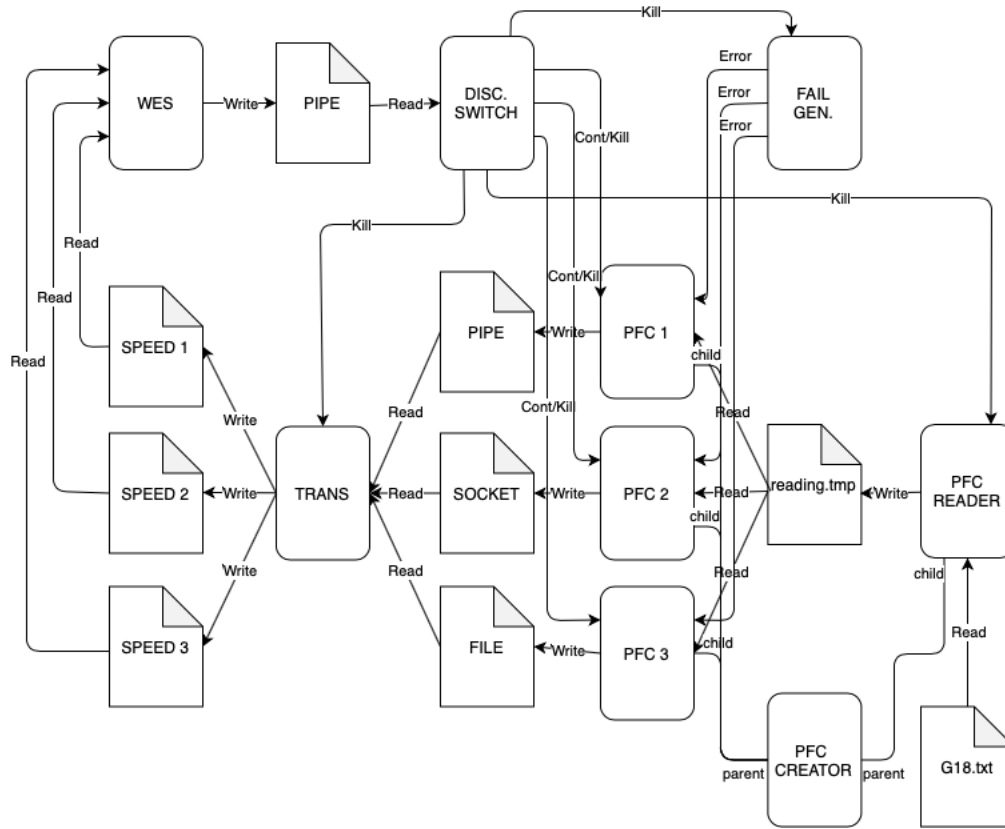 Kill
WES
Write
PIPE
Read
DISC.
SWITCH
FAIL
GEN.
Error
Error
Error
Cont/Kill
Kill
Kill
Read
Read
Read
Cont/Kil
Cont/Kill
SPEED 1
PIPE
Write
PFC 1
child
Write
Read
Read
SPEED 2
Write
TRANS
Read
SOCKET
Write
PFC 2
Read
child
reading.tmp
Write
PFC
READER
child
Write
Read
Read
SPEED 3
FILE
Write
PFC 3
child
Read
PFC
CREATOR
parent
parent
G18.txt